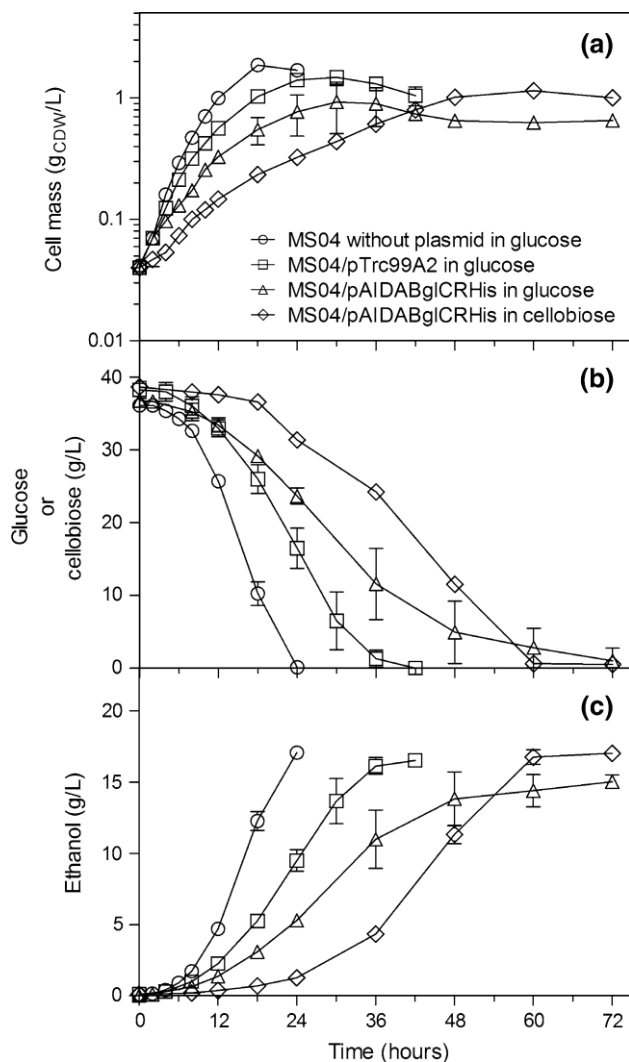 (a)
Cell mass (gCDW/L)
1
0.1
0.01
MS04 without plasmid in glucose
MS04/pTrc99A2 in glucose
MS04/pAIDABglCRHis in glucose
MS04/pAIDABglCRHis in cellobiose
(b)
Glucose
or
cellobiose (g/L)
40
30
20
10
0
(c)
Ethanol (g/L)
20
15
10
5
0
0 12 24 36 48 60 72
Time (hours)